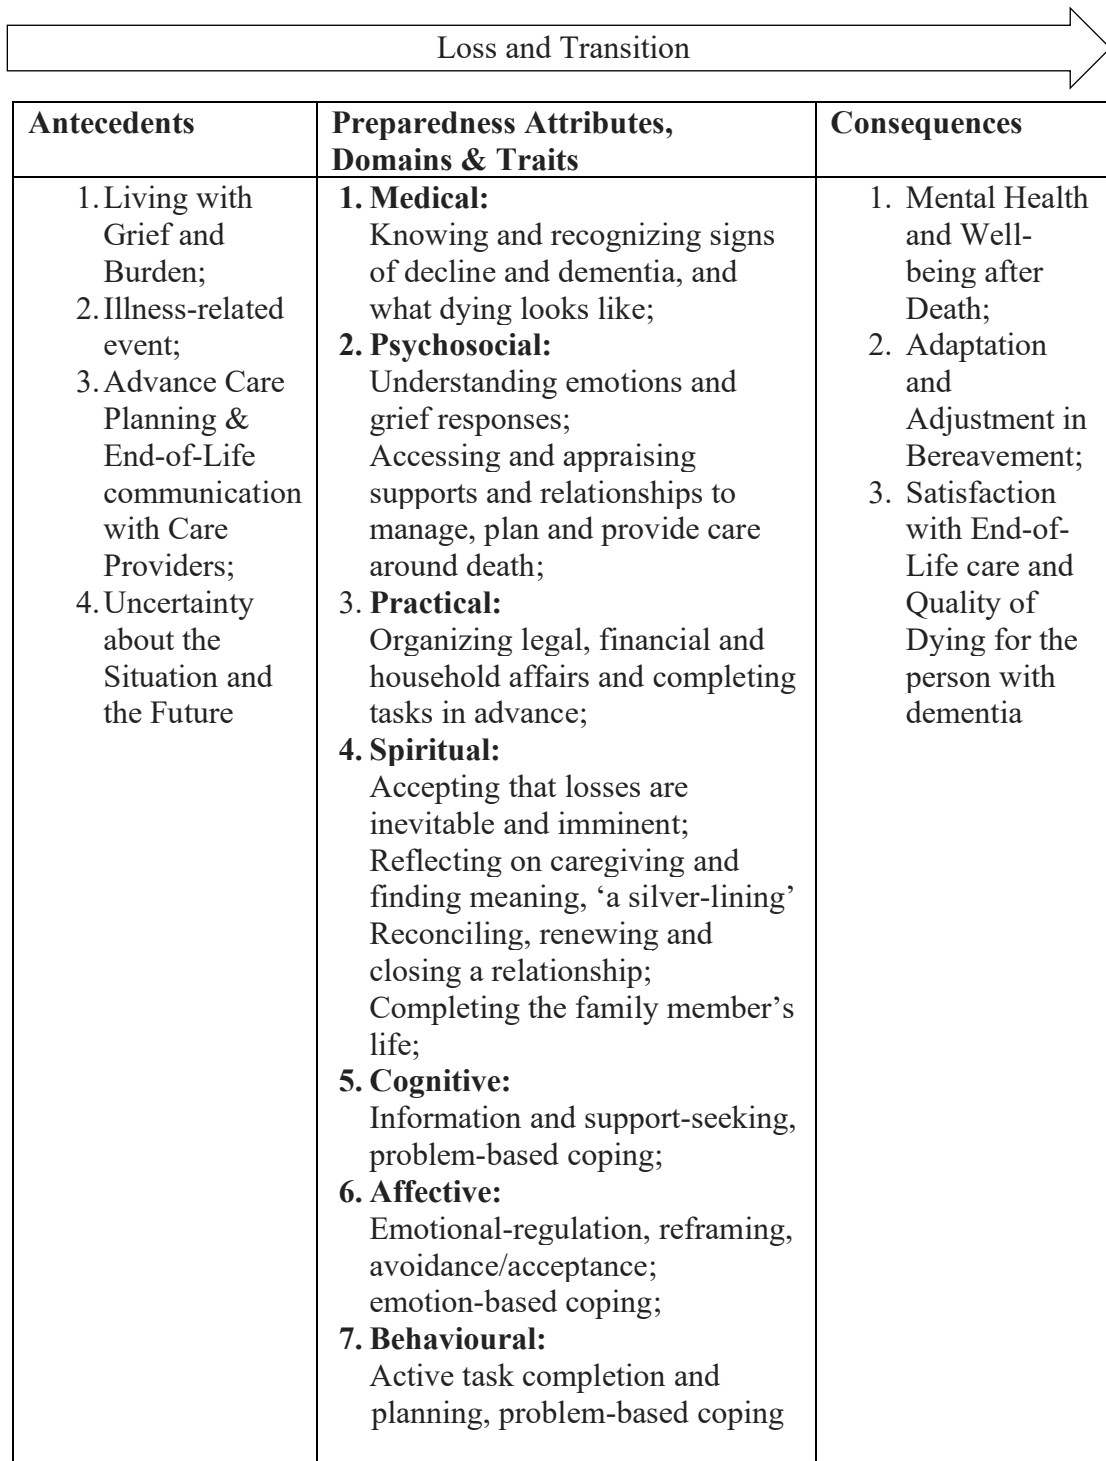 Loss and Transition
Antecedents
Preparedness Attributes,
Domains & Traits
Consequences
1. Living with
Grief and
Burden;
2. Illness-related
event;
3. Advance Care
Planning &
End-of-Life
communication
with Care
Providers;
4. Uncertainty
about the
Situation and
the Future
1. Medical:
Knowing and recognizing signs
of decline and dementia, and
what dying looks like;
2. Psychosocial:
Understanding emotions and
grief responses;
Accessing and appraising
supports and relationships to
manage, plan and provide care
around death;
3. Practical:
Organizing legal, financial and
household affairs and completing
tasks in advance;
4. Spiritual:
Accepting that losses are
inevitable and imminent;
Reflecting on caregiving and
finding meaning, ‘a silver-lining’
Reconciling, renewing and
closing a relationship;
Completing the family member’s
life;
5. Cognitive:
Information and support-seeking,
problem-based coping;
6. Affective:
Emotional-regulation, reframing,
avoidance/acceptance;
emotion-based coping;
7. Behavioural:
Active task completion and
planning, problem-based coping
1. Mental Health
and Well-
being after
Death;
2. Adaptation
and
Adjustment in
Bereavement;
3. Satisfaction
with End-of-
Life care and
Quality of
Dying for the
person with
dementia